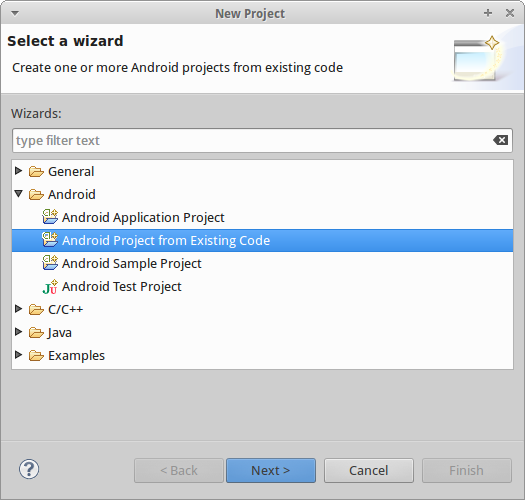 New Project
Select a wizard
Create one or more Android projects from existing code
Wizards:
type filter text
General
Android
Android Application Project
Android Project from Existing Code
Android Sample Project
Android Test Project
C/C++
Java
Examples
? < Back Next > Cancel Finish